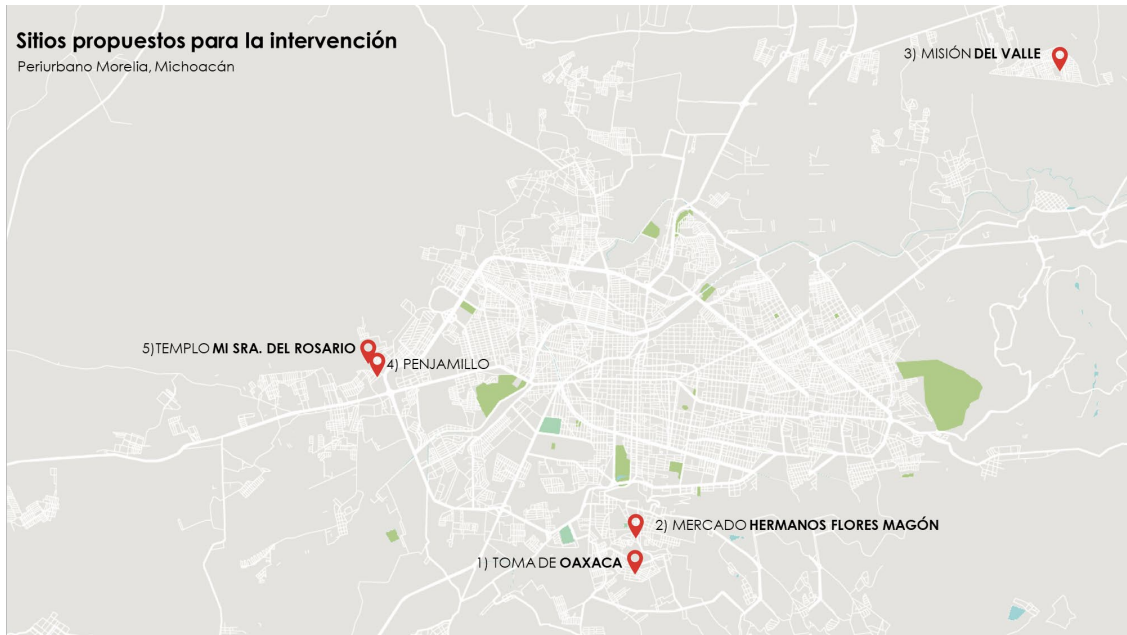 Sitios propuestos para la intervención
Periurbano Morelia, Michoacán
3) MISIÓN DEL VALLE
5)TEMPLO MI SRA. DEL ROSARIO
4) PENJAMILLO
2) MERCADO HERMANOS FLORES MAGÓN
1) TOMA DE OAXACA